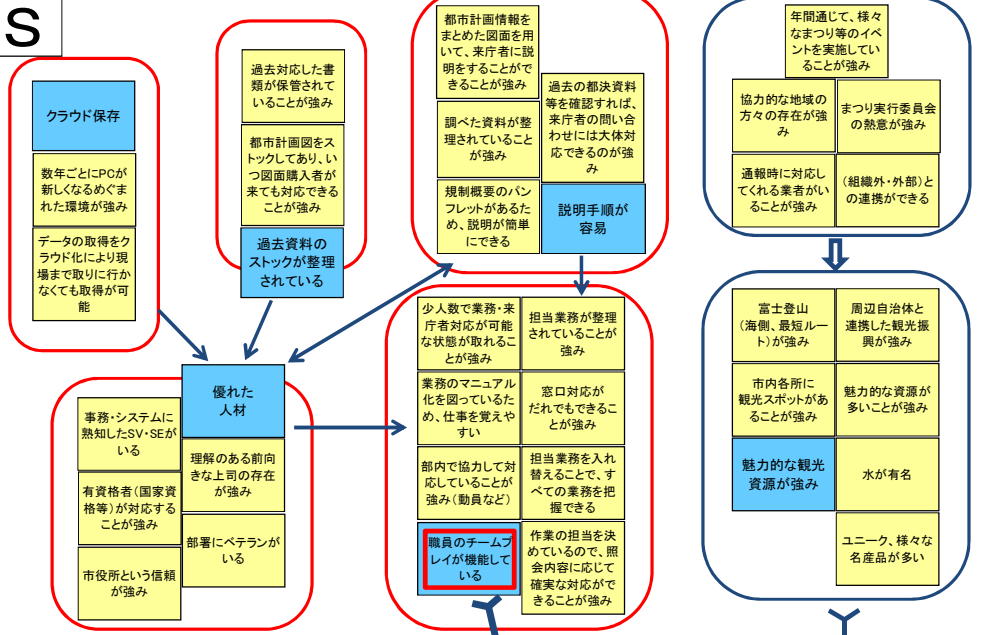 S
クラウド保存
数年ごとにPCが
新しくなるめぐま
れた環境が強み
データの取得をク
ラウド化により現
場まで取りに行か
なくても取得が可
能
過去対応した書
類が保管されて
いることが強み
都市計画図をス
トックしてあり、い
つ図面購入者が
来ても対応できる
ことが強み
過去資料の
ストックが整理
されている
都市計画情報を
まとめた図面を用
いて、来庁者に説
明をすることがで
きることが強み
調べた資料が整
理されていること
が強み
規制概要のパン
フレットがあるた
め、説明が簡単
にできる
過去の都決資料
等を確認すれば、
来庁者の問い合
わせには大体対
応できるのが強
み
説明手順が
容易
年間通じて、様々
なまつり等のイベ
ントを実施してい
ることが強み
協力的な地域の
方々の存在が強
み
まつり実行委員会
の熱意が強み
通報時に対応し
てくれる業者がい
ることが強み
（組織外・外部）と
の連携ができる
優れた
人材
事務・システムに
熟知したSV・SEが
いる
理解のある前向
きな上司の存在
が強み
有資格者（国家資
格等）が対応する
ことが強み
部署にベテランが
いる
市役所という信頼
が強み
少人数で業務・来
庁者対応が可能
な状態が取れるこ
とが強み
担当業務が整理
されていることが
強み
業務のマニュアル
化を図っているた
め、仕事を覚えや
すい
窓口対応が
だれでもできるこ
とが強み
部内で協力して対
応していることが
強み（動員など）
担当業務を入れ
替えることで、す
べての業務を把
握できる
職員のチームプ
レイが機能して
いる
作業の担当を決
めているので、照
会内容に応じて
確実な対応がで
きることが強み
富士登山
（海側、最短ルー
ト）が強み
周辺自治体と
連携した観光振
興が強み
市内各所に
観光スポットがあ
ることが強み
魅力的な資源が
多いことが強み
魅力的な観光
資源が強み
水が有名
ユニーク、様々な
名産品が多い